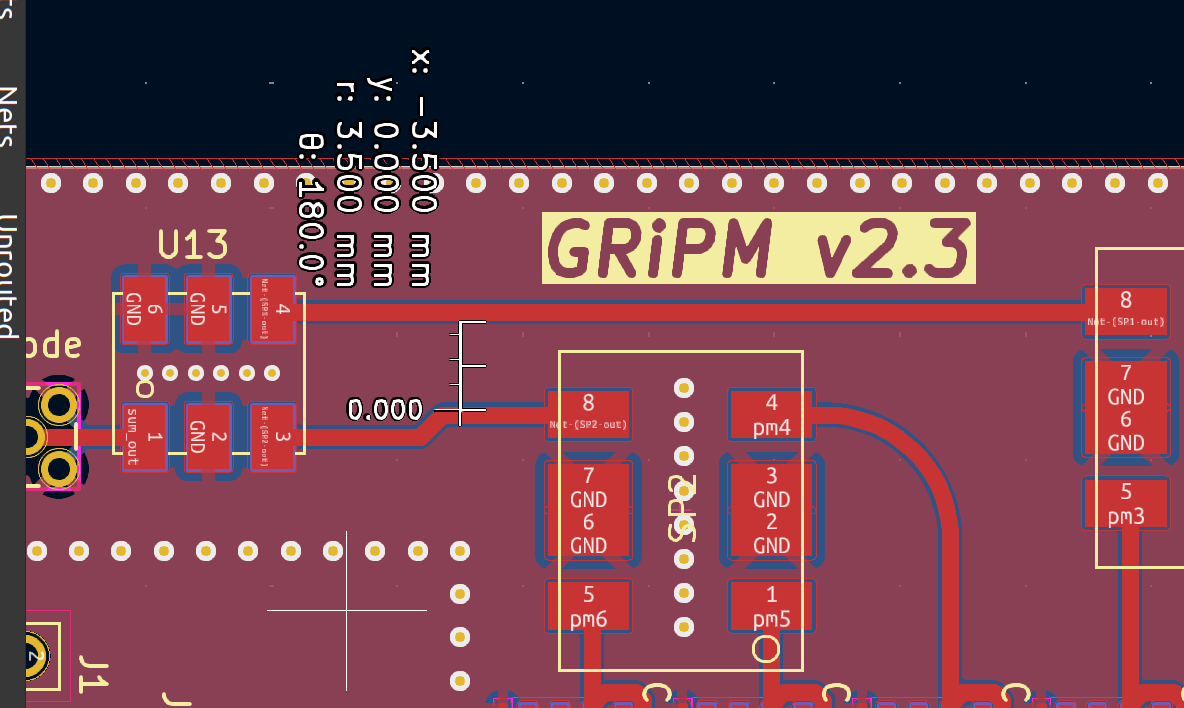 Nets
Unrouted
x: -3.500 mm
y: 0.000 mm
r: 3.500 mm
θ: 180.0°
GRiPM v2.3
U13
6
GND
5
GND
4
Net-(SP1-out)
ode
1
sum_out
2
GND
3
Net-(SP2-out)
0.000
8
Net-(SP2-out)
7
GND
6
GND
5
pm6
SP2
4
pm4
3
GND
2
GND
1
pm5
8
Net-(SP1-out)
7
GND
6
GND
5
pm3
2
J1
J
C
C
C